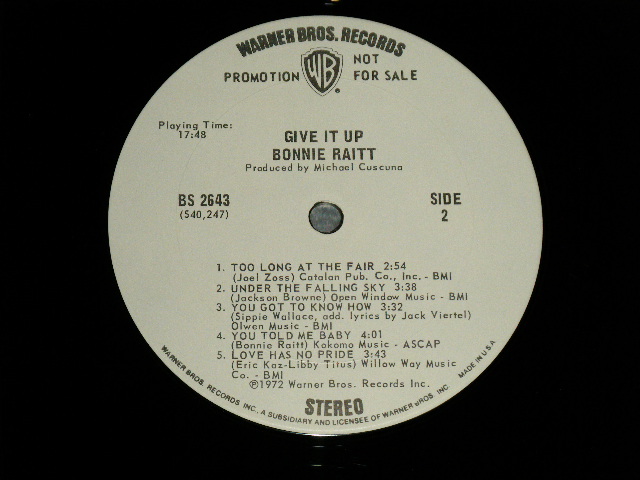 WARNER BROS. RECORDS
PROMOTION WB NOT
FOR SALE
Playing Time:
17:48
GIVE IT UP
BONNIE RAITT
Produced by Michael Cuscuna
BS 2643
(S40,247)
SIDE
2
1. TOO LONG AT THE FAIR 2:54
(Joel Zoss) Catalan Pub. Co., Inc. - BMI
2. UNDER THE FALLING SKY 3:38
(Jackson Browne) Open Window Music - BMI
3. YOU GOT TO KNOW HOW 3:32
(Sippie Wallace, add. lyrics by Jack Viertel)
Olwen Music - BMI
4. YOU TOLD ME BABY 4:01
(Bonnie Raitt) Kokomo Music - ASCAP
5. LOVE HAS NO PRIDE 3:43
(Eric Kaz-Libby Titus) Willow Way Music
Co. - BMI
℗1972 Warner Bros. Records Inc.
STEREO
WARNER BROS. RECORDS INC., A SUBSIDIARY AND LICENSEE OF WARNER BROS. INC. MADE IN U.S.A.